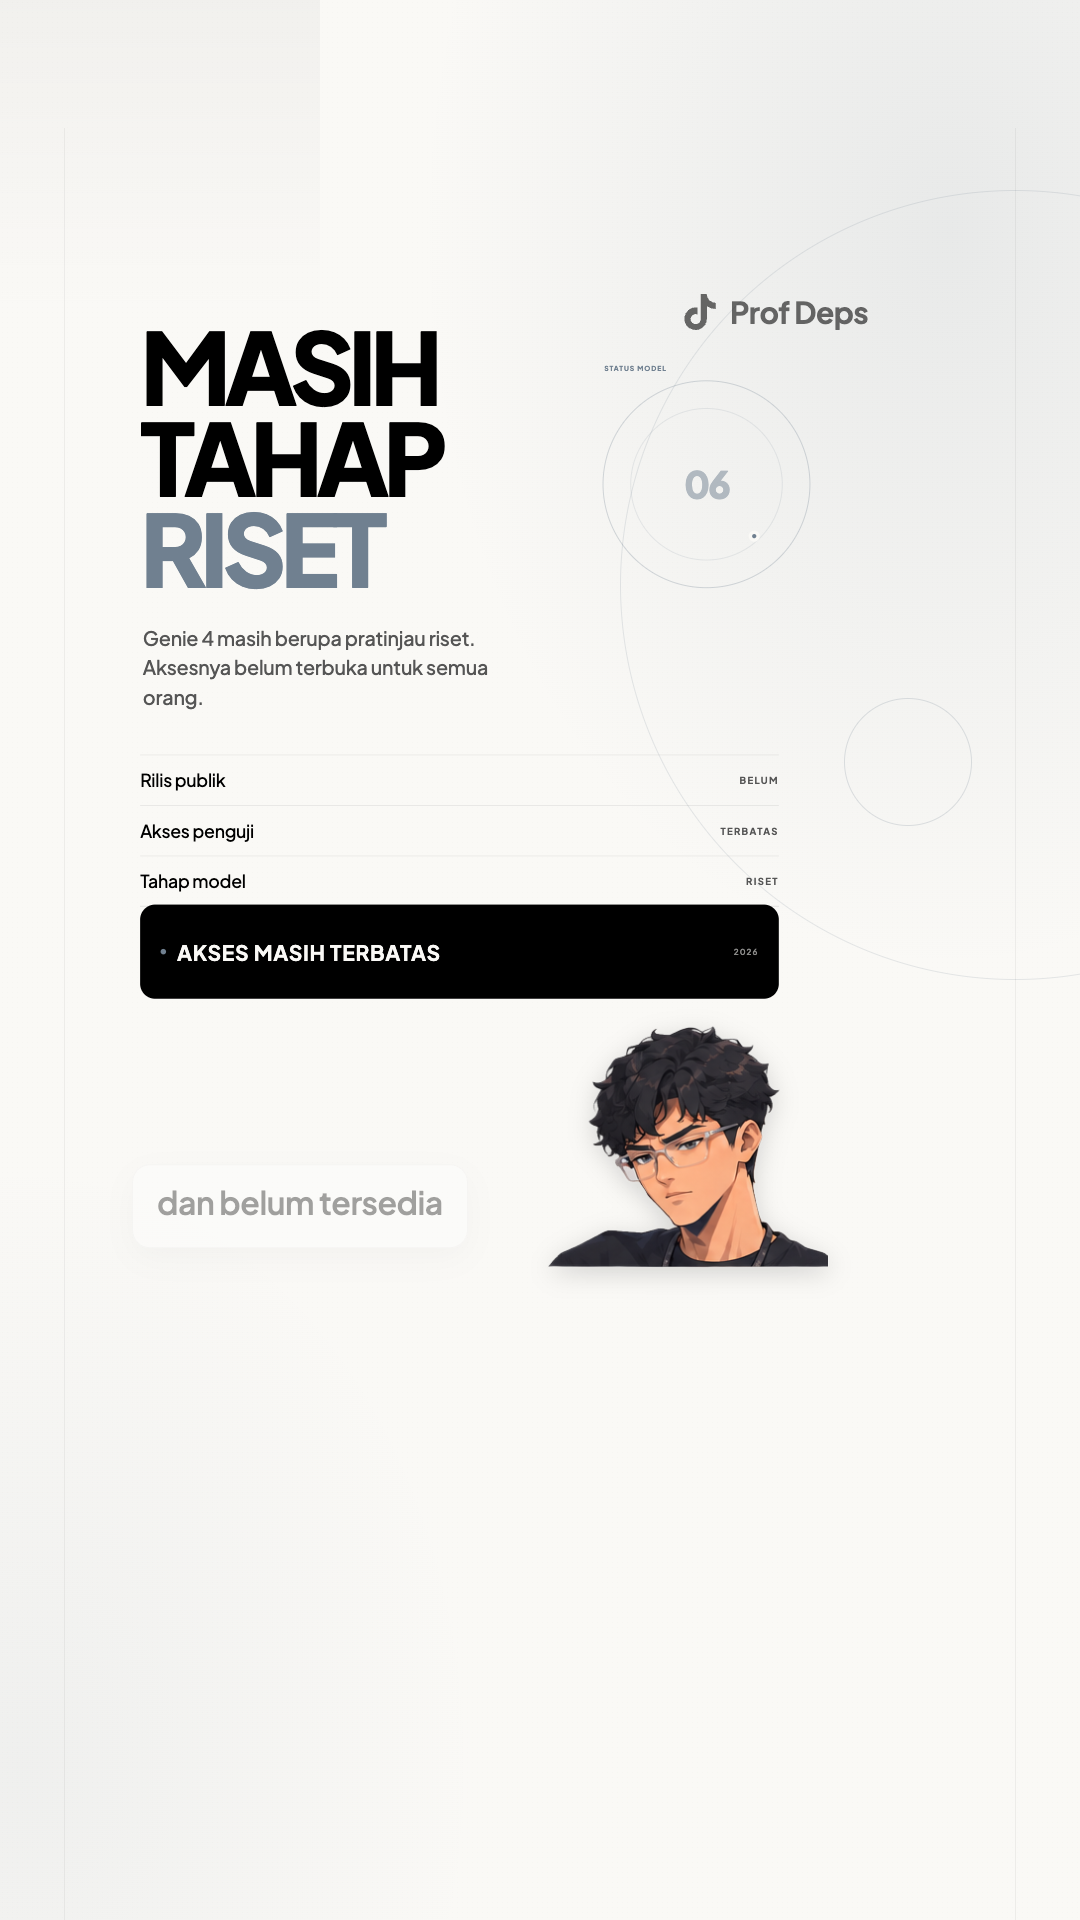 Prof Deps
MASIH
TAHAP
RISET
STATUS MODEL
06
Genie 4 masih berupa pratinjau riset.
Aksesnya belum terbuka untuk semua
orang.
Rilis publik BELUM
Akses penguji TERBATAS
Tahap model RISET
AKSES MASIH TERBATAS 2026
dan belum tersedia